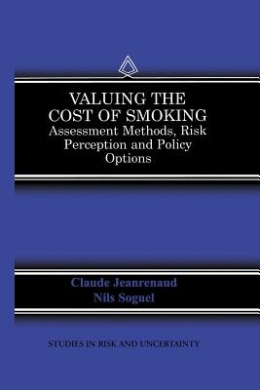 VALUING THE
COST OF SMOKING
Assessment Methods, Risk
Perception and Policy
Options
Claude Jeanrenaud
Nils Soguel
STUDIES IN RISK AND UNCERTAINTY